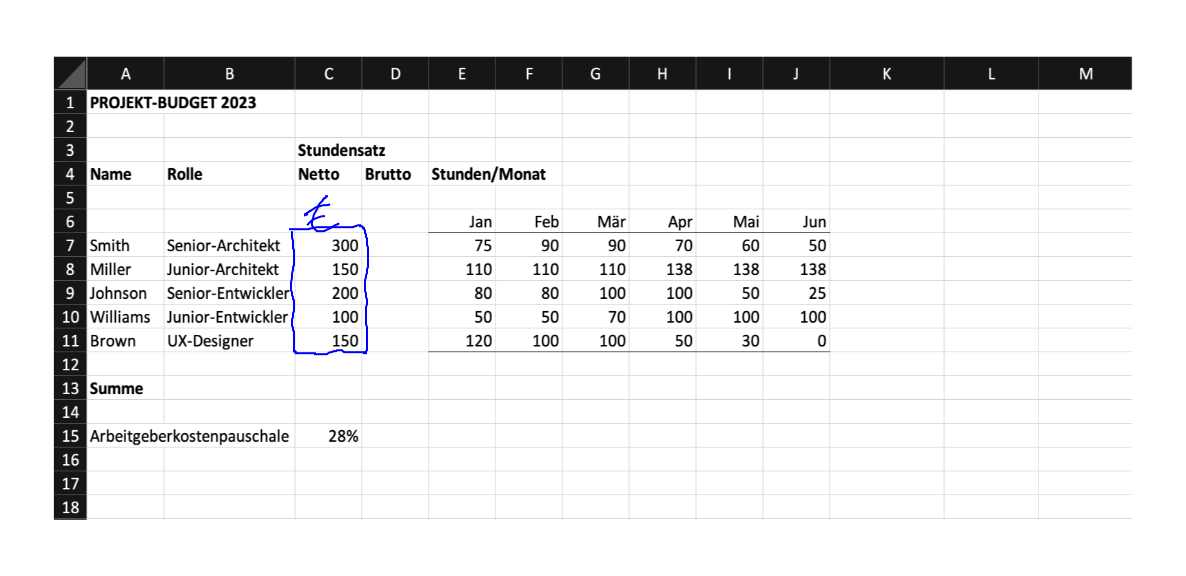 A B C D E F G H I J K L M
1 PROJEKT-BUDGET 2023
2
3 Stundensatz
4 Name Rolle Netto Brutto Stunden/Monat
5
6 Jan Feb Mär Apr Mai Jun
7 Smith Senior-Architekt 300 75 90 90 70 60 50
8 Miller Junior-Architekt 150 110 110 110 138 138 138
9 Johnson Senior-Entwickler 200 80 80 100 100 50 25
10 Williams Junior-Entwickler 100 50 50 70 100 100 100
11 Brown UX-Designer 150 120 100 100 50 30 0
12
13 Summe
14
15 Arbeitgeberkostenpauschale 28%
16
17
18